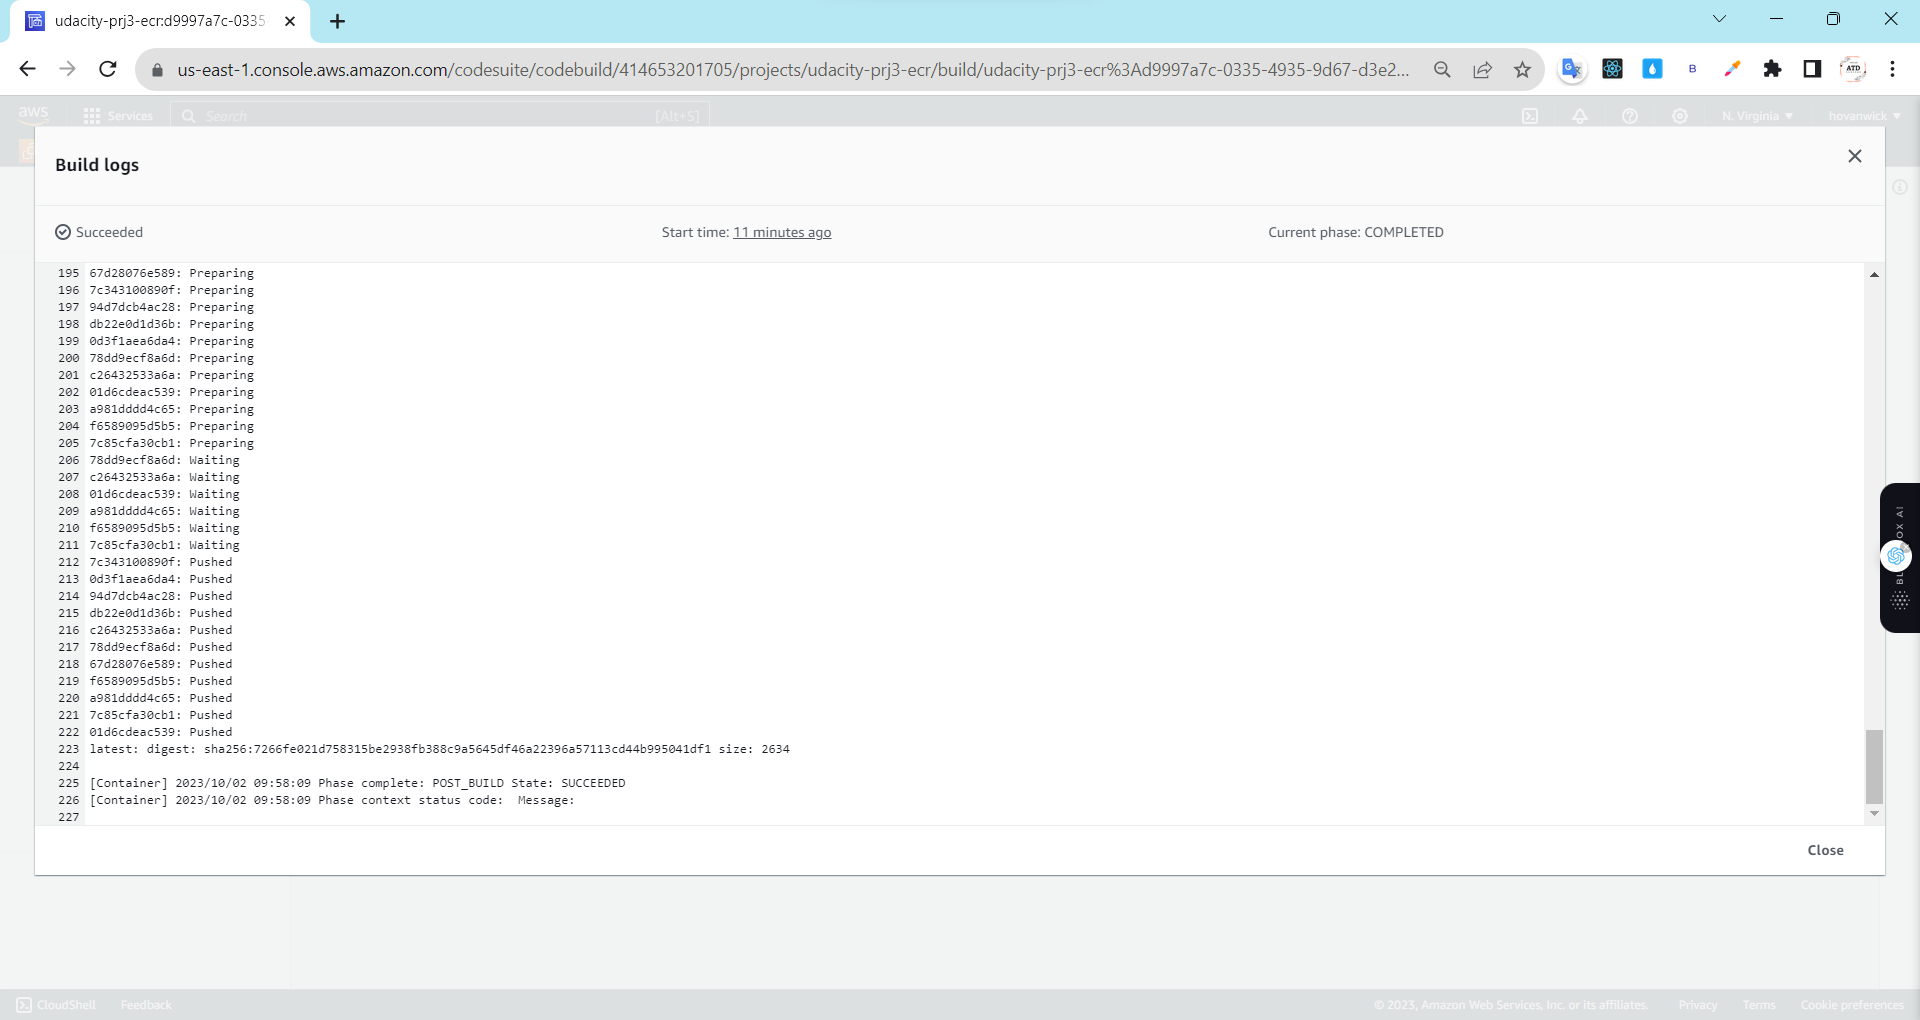 udacity-prj3-ecr:d9997a7c-0335
us-east-1.console.aws.amazon.com/codesuite/codebuild/414653201705/projects/udacity-prj3-ecr/build/udacity-prj3-ecr%3Ad9997a7c-0335-4935-9d67-d3e2...
aws Services Search [Alt+S] N. Virginia hovanwick
Build logs
Succeeded Start time: 11 minutes ago Current phase: COMPLETED
195 67d28076e589: Preparing
196 7c343100890f: Preparing
197 94d7dcb4ac28: Preparing
198 db22e0d1d36b: Preparing
199 0d3f1aea6da4: Preparing
200 78dd9ecf8a6d: Preparing
201 c26432533a6a: Preparing
202 01d6cdeac539: Preparing
203 a981dddd4c65: Preparing
204 f6589095d5b5: Preparing
205 7c85cfa30cb1: Preparing
206 78dd9ecf8a6d: Waiting
207 c26432533a6a: Waiting
208 01d6cdeac539: Waiting
209 a981dddd4c65: Waiting
210 f6589095d5b5: Waiting
211 7c85cfa30cb1: Waiting
212 7c343100890f: Pushed
213 0d3f1aea6da4: Pushed
214 94d7dcb4ac28: Pushed
215 db22e0d1d36b: Pushed
216 c26432533a6a: Pushed
217 78dd9ecf8a6d: Pushed
218 67d28076e589: Pushed
219 f6589095d5b5: Pushed
220 a981dddd4c65: Pushed
221 7c85cfa30cb1: Pushed
222 01d6cdeac539: Pushed
223 latest: digest: sha256:7266fe021d758315be2938fb388c9a5645df46a22396a57113cd44b995041df1 size: 2634
224
225 [Container] 2023/10/02 09:58:09 Phase complete: POST_BUILD State: SUCCEEDED
226 [Container] 2023/10/02 09:58:09 Phase context status code: Message:
227
Close
CloudShell Feedback © 2023, Amazon Web Services, Inc. or its affiliates. Privacy Terms Cookie preferences